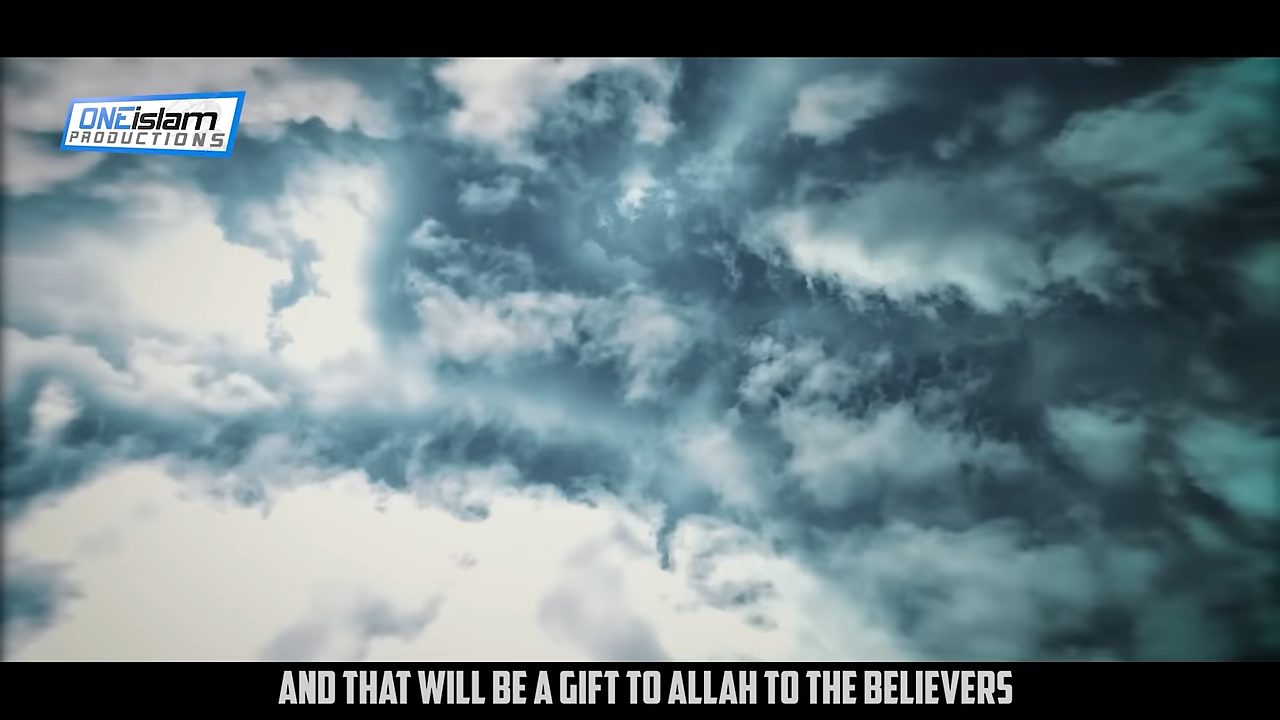 ONEislam
PRODUCTIONS
AND THAT WILL BE A GIFT TO ALLAH TO THE BELIEVERS